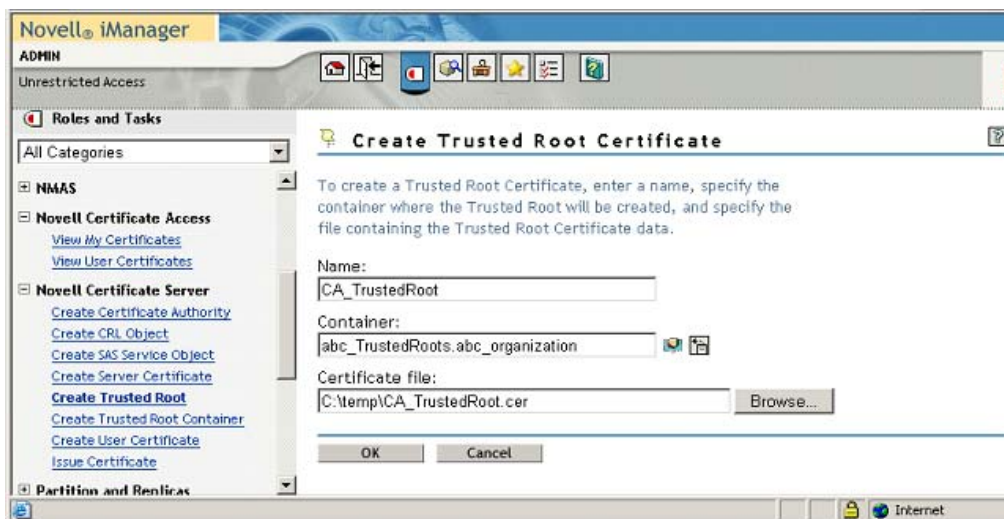 Novell® iManager
ADMIN
Unrestricted Access
Roles and Tasks
All Categories
NMAS
Novell Certificate Access
View My Certificates
View User Certificates
Novell Certificate Server
Create Certificate Authority
Create CRL Object
Create SAS Service Object
Create Server Certificate
Create Trusted Root
Create Trusted Root Container
Create User Certificate
Issue Certificate
Partition and Replicas
Create Trusted Root Certificate
To create a Trusted Root Certificate, enter a name, specify the
container where the Trusted Root will be created, and specify the
file containing the Trusted Root Certificate data.
Name:
CA_TrustedRoot
Container:
abc_TrustedRoots.abc_organization
Certificate file:
C:\temp\CA_TrustedRoot.cer
Browse...
OK
Cancel
Internet